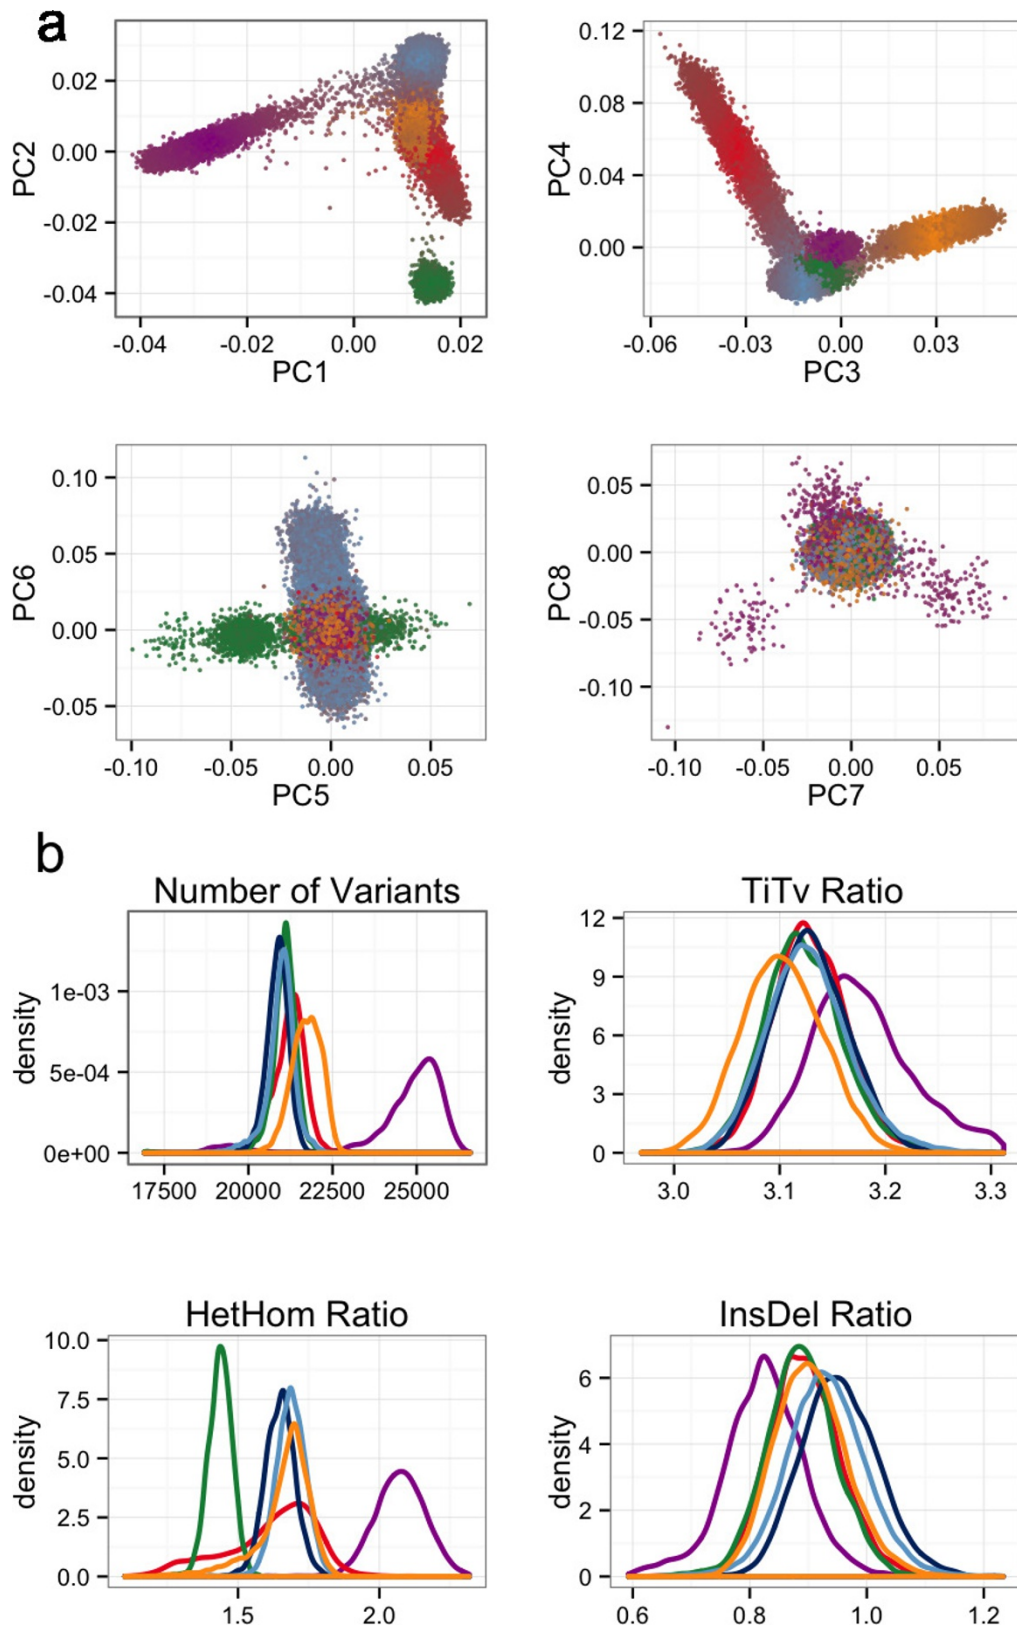 a
0.02
0.00
-0.02
-0.04
PC2
-0.04 -0.02 0.00 0.02
PC1
0.12
0.08
0.04
0.00
PC4
-0.06 -0.03 0.00 0.03
PC3
0.10
0.05
0.00
-0.05
PC6
-0.10 -0.05 0.00 0.05
PC5
0.05
0.00
-0.05
-0.10
PC8
-0.10 -0.05 0.00 0.05
PC7
b
Number of Variants
1e-03
5e-04
0e+00
density
17500 20000 22500 25000
TiTv Ratio
12
9
6
3
0
density
3.0 3.1 3.2 3.3
HetHom Ratio
10.0
7.5
5.0
2.5
0.0
density
1.5 2.0
InsDel Ratio
6
4
2
0
density
0.6 0.8 1.0 1.2